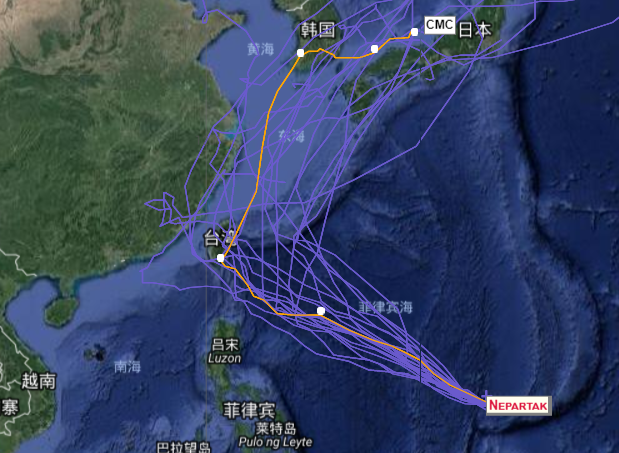 韩国
CMC
日本
黄海
东海
台湾
菲律宾海
吕宋
Luzon
南海
越南
寨
NEPARTAK
菲律宾
莱特岛
Pulo ng Leyte
巴拉望岛